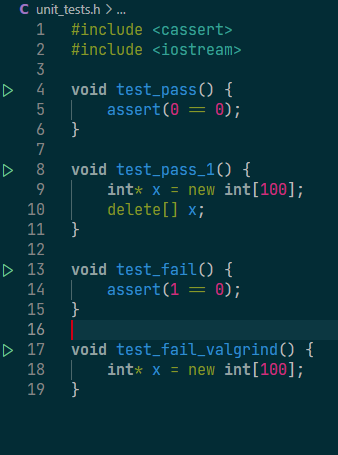 C unit_tests.h > ...
1 #include <cassert>
2 #include <iostream>
3
4 void test_pass() {
5     assert(0 == 0);
6 }
7
8 void test_pass_1() {
9     int* x = new int[100];
10     delete[] x;
11 }
12
13 void test_fail() {
14     assert(1 == 0);
15 }
16
17 void test_fail_valgrind() {
18     int* x = new int[100];
19 }